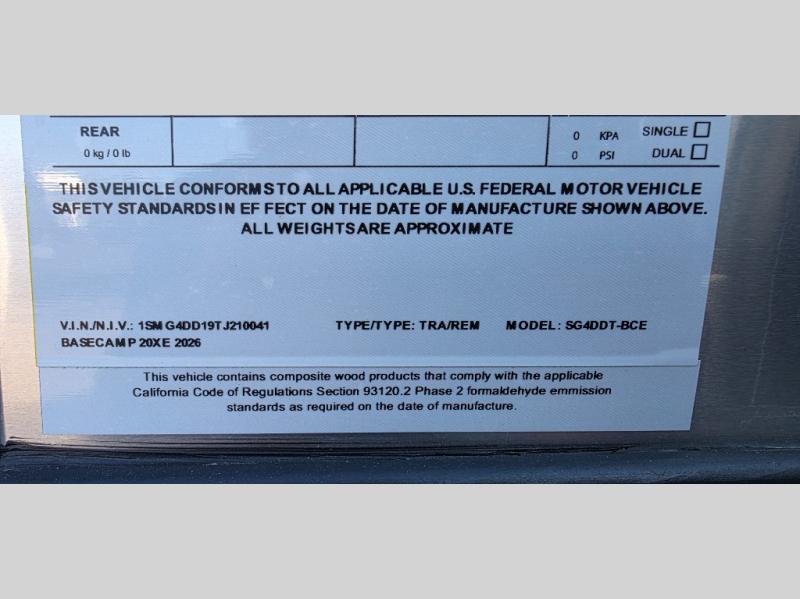 REAR
0 kg / 0 lb
0 KPA SINGLE
0 PSI DUAL
THIS VEHICLE CONFORMS TO ALL APPLICABLE U.S. FEDERAL MOTOR VEHICLE
SAFETY STANDARDS IN EF FECT ON THE DATE OF MANUFACTURE SHOWN ABOVE.
ALL WEIGHTS ARE APPROXIMATE
V.I.N./N.I.V.: 1SMG4DD19TJ210041 TYPE/TYPE: TRA/REM MODEL: SG4DDT-BCE
BASECAMP 20XE 2026
This vehicle contains composite wood products that comply with the applicable
California Code of Regulations Section 93120.2 Phase 2 formaldehyde emmission
standards as required on the date of manufacture.